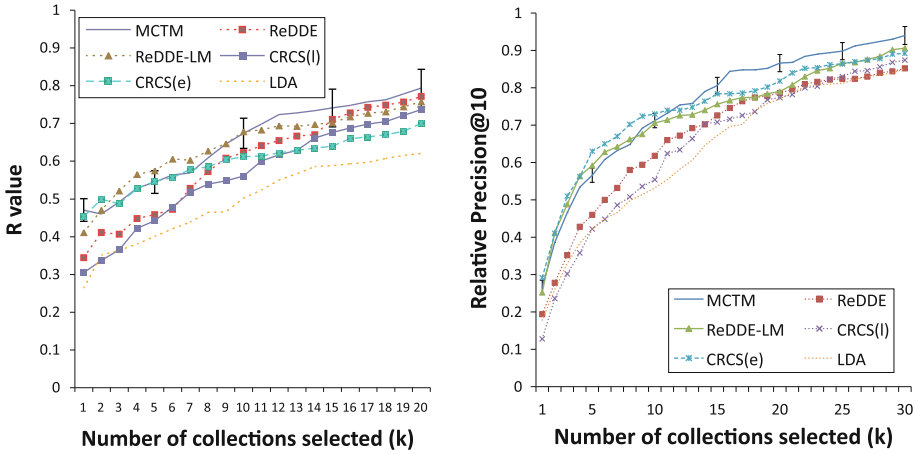 1
0.9
0.8
0.7
0.6
0.5
0.4
0.3
0.2
0.1
0
R value
MCTM
ReDDE
ReDDE-LM
CRCS(l)
CRCS(e)
LDA
1 2 3 4 5 6 7 8 9 10 11 12 13 14 15 16 17 18 19 20
Number of collections selected (k)
1
0.9
0.8
0.7
0.6
0.5
0.4
0.3
0.2
0.1
0
Relative Precision@10
MCTM
ReDDE
ReDDE-LM
CRCS(l)
CRCS(e)
LDA
1 5 10 15 20 25 30
Number of collections selected (k)